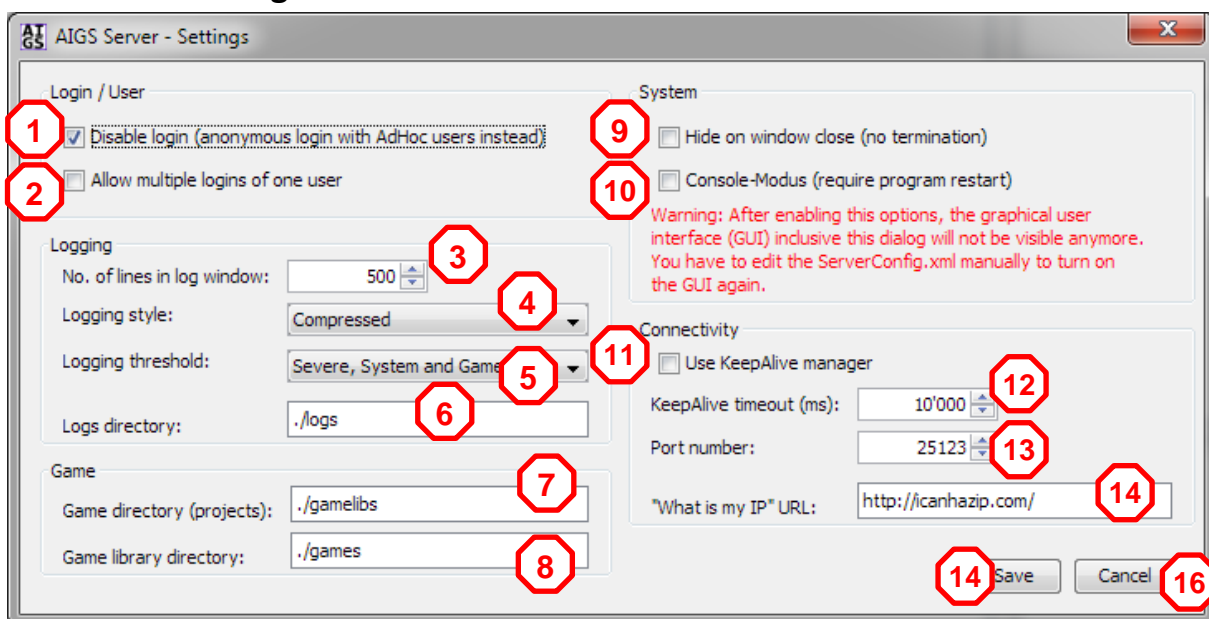 AIGS Server - Settings
Login / User
1
Disable login (anonymous login with AdHoc users instead)
2
Allow multiple logins of one user
Logging
3
No. of lines in log window: 500
4
Logging style: Compressed
5
Logging threshold: Severe, System and Game
6
Logs directory: ./logs
Game
7
Game directory (projects): ./gamelibs
8
Game library directory: ./games
System
9
Hide on window close (no termination)
10
Console-Modus (require program restart)
Warning: After enabling this options, the graphical user
interface (GUI) inclusive this dialog will not be visible anymore.
You have to edit the ServerConfig.xml manually to turn on
the GUI again.
Connectivity
11
Use KeepAlive manager
12
KeepAlive timeout (ms): 10'000
13
Port number: 25123
14
"What is my IP" URL: http://icanhazip.com/
14
Save
Cancel
16